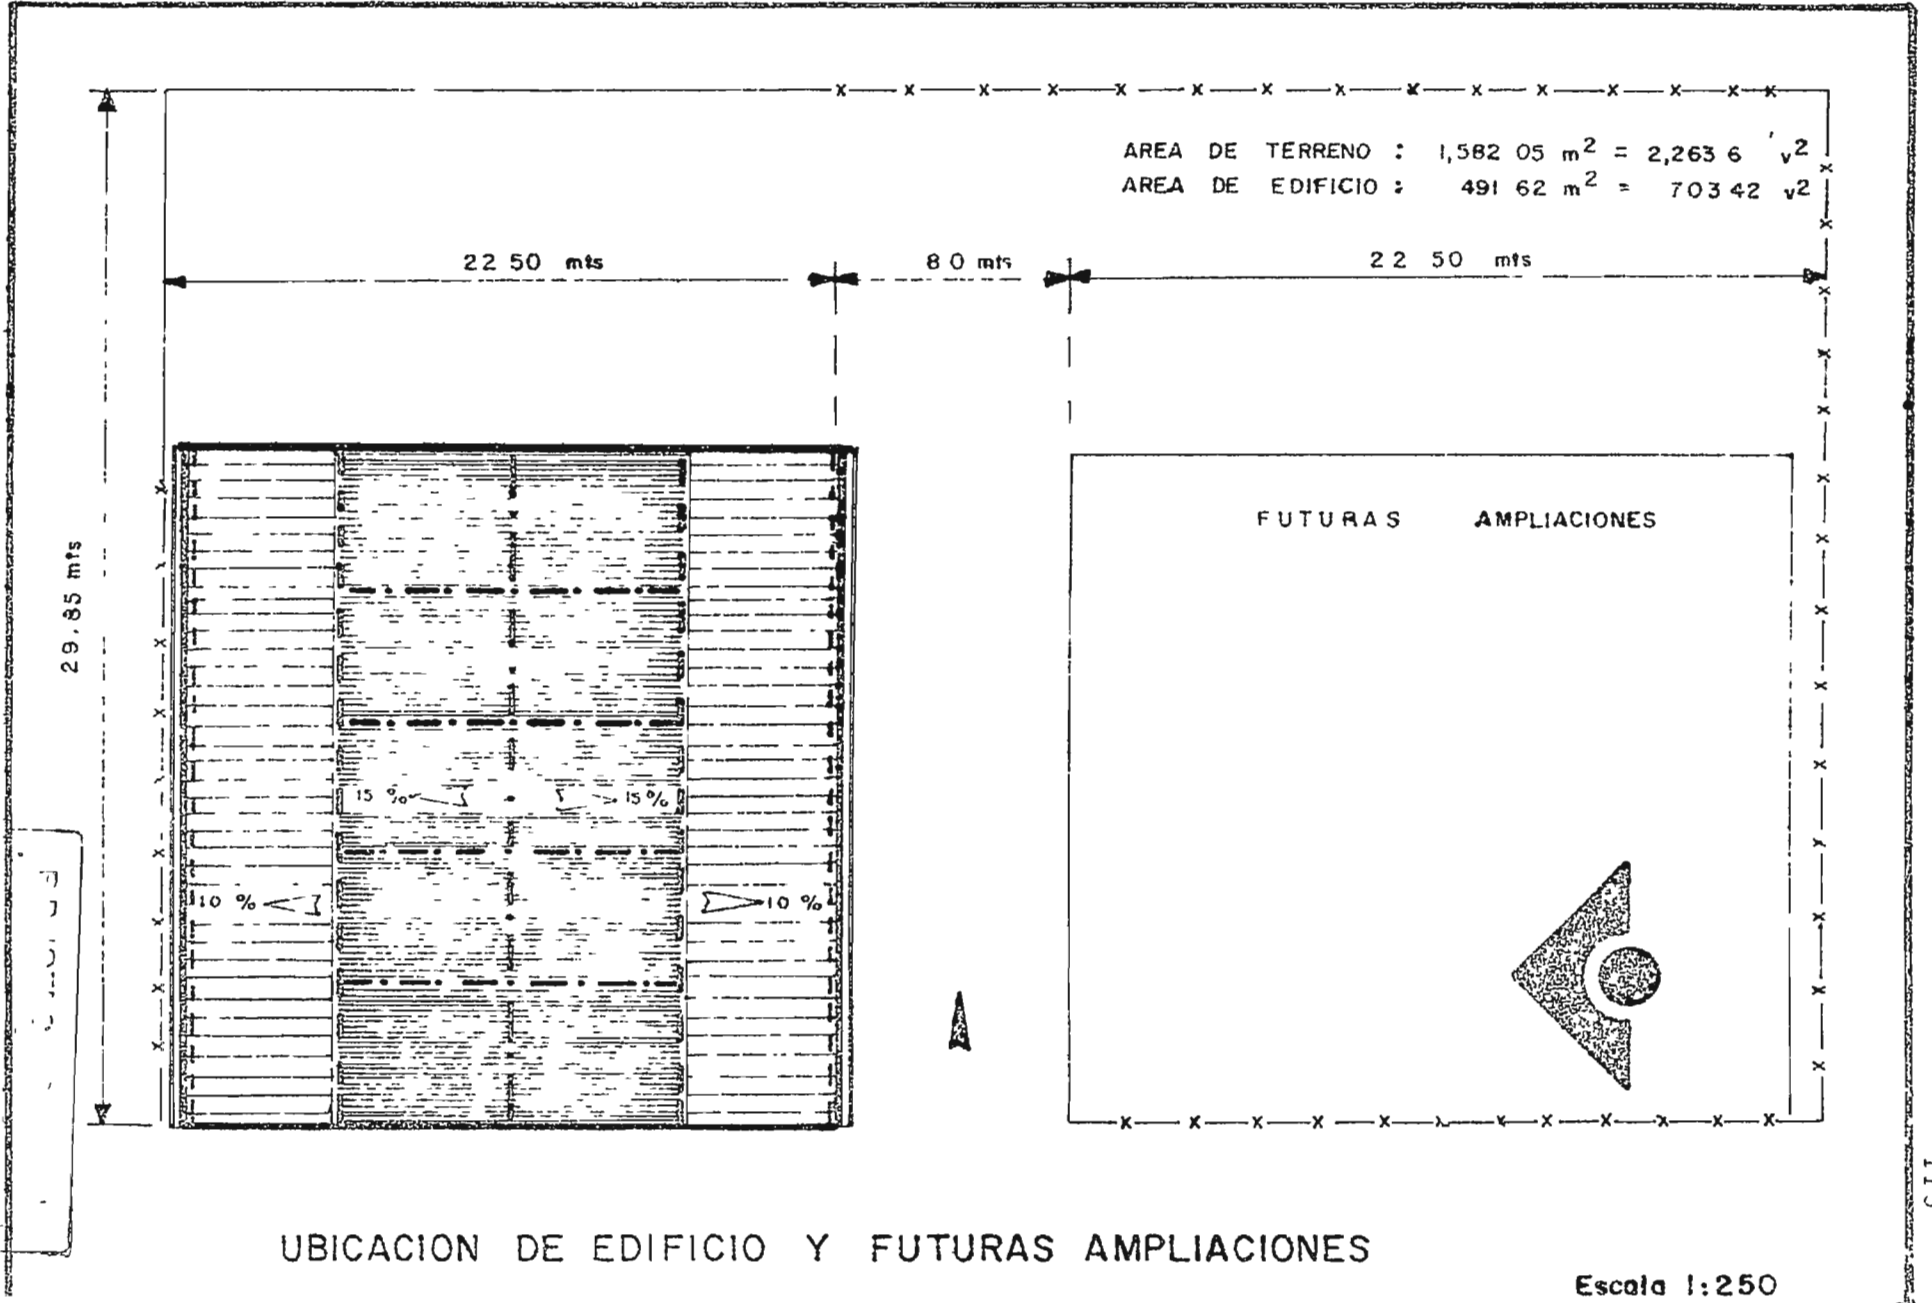 AREA DE TERRENO : 1,582 05 m² = 2,263 6 v²
AREA DE EDIFICIO : 491 62 m² = 703 42 v²
22 50 mts
8 0 mts
22 50 mts
29.85 mts
FUTURAS AMPLIACIONES
15 %
15 %
10 %
10 %
UBICACION DE EDIFICIO Y FUTURAS AMPLIACIONES
Escala 1:250